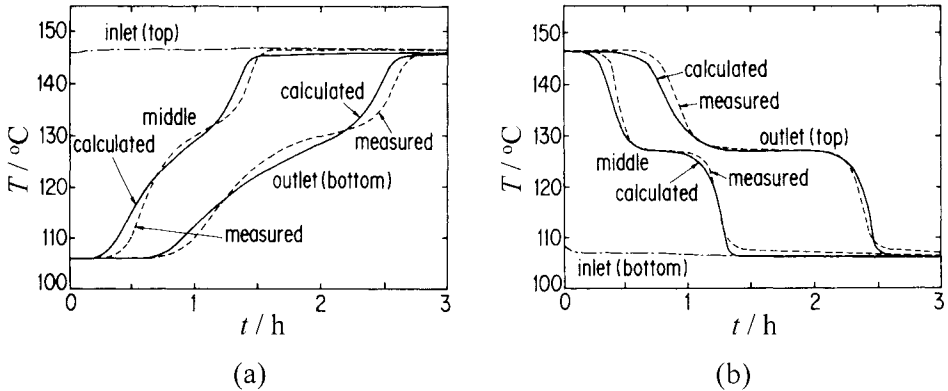 150
140
130
120
110
100
T / °C
inlet (top)
calculated
middle
calculated
measured
outlet (bottom)
measured
0
1
2
3
t / h
(a)
150
140
130
120
110
100
T / °C
calculated
measured
outlet (top)
middle
calculated
measured
inlet (bottom)
0
1
2
3
t / h
(b)